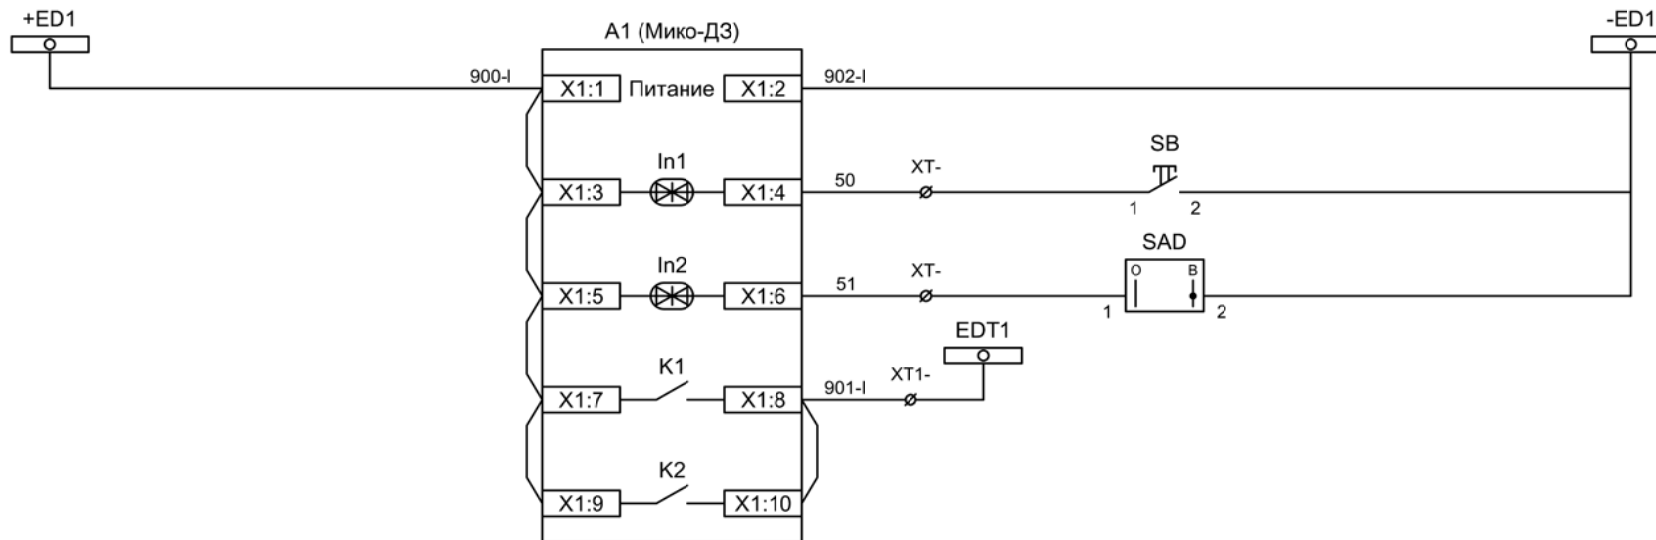 +ED1
-ED1
A1 (Мико-ДЗ)
900-I
X1:1
Питание
X1:2
902-I
In1
X1:3
X1:4
50
XT-
SB
1
2
In2
X1:5
X1:6
51
XT-
SAD
О
В
1
2
EDT1
K1
X1:7
X1:8
901-I
XT1-
K2
X1:9
X1:10